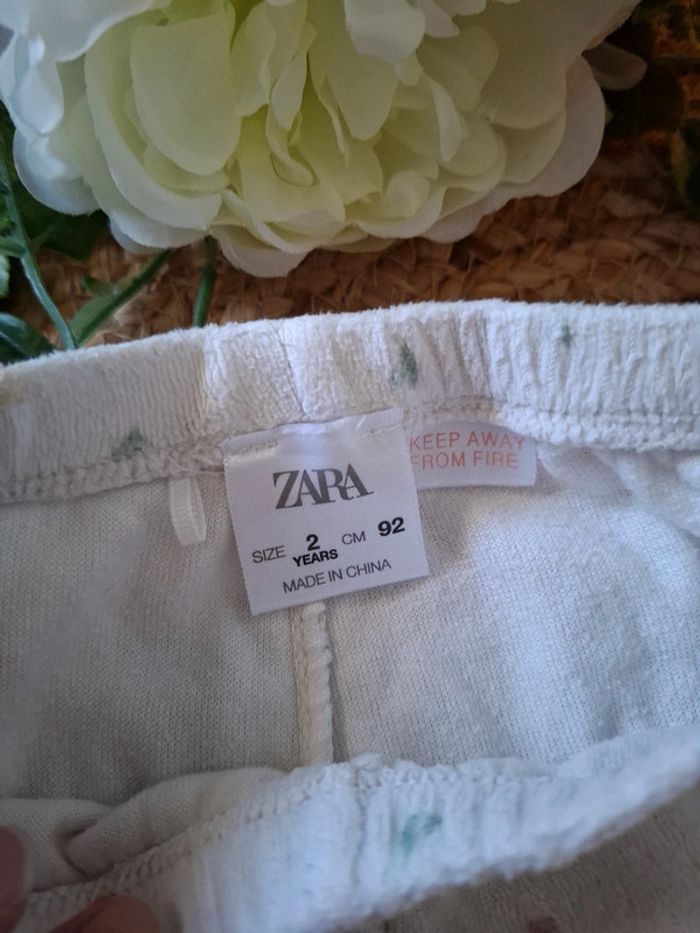 ZARA
SIZE 2 YEARS CM 92
MADE IN CHINA
KEEP AWAY
FROM FIRE